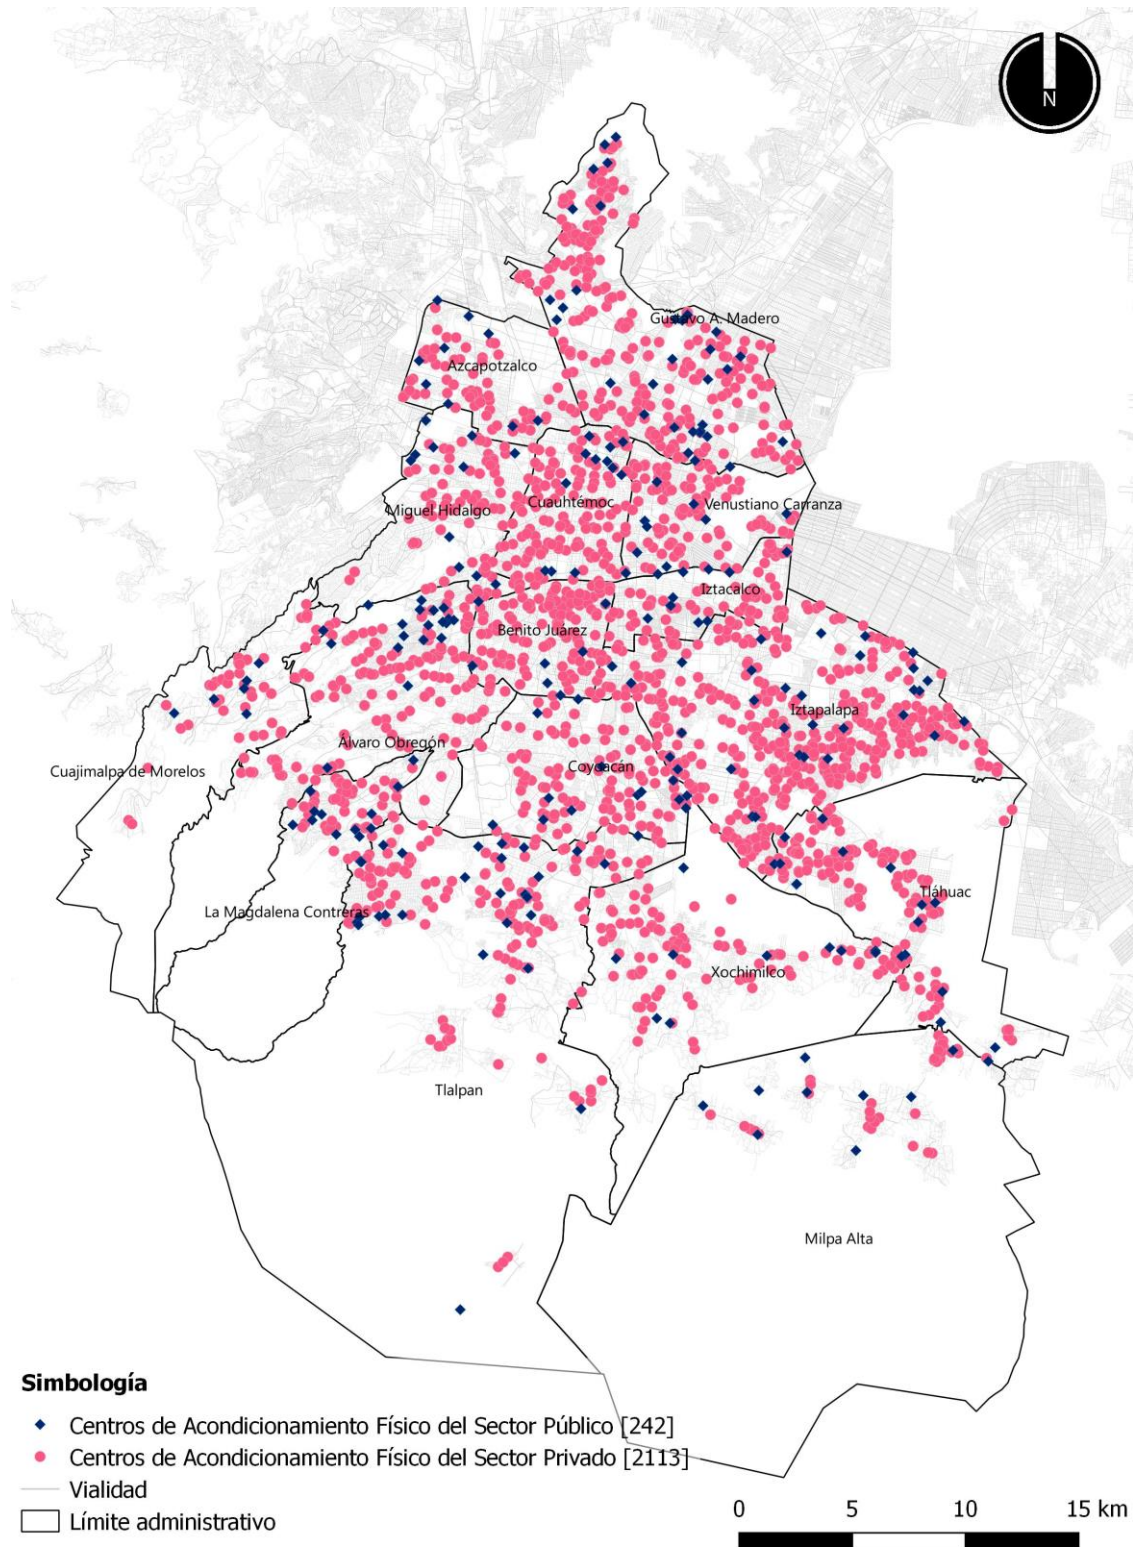 N
Gustavo A. Madero
Azcapotzalco
Miguel Hidalgo
Cuauhtémoc
Venustiano Carranza
Iztacalco
Benito Juárez
Iztapalapa
Álvaro Obregón
Coyoacán
Cuajimalpa de Morelos
Tláhuac
La Magdalena Contreras
Xochimilco
Tlalpan
Milpa Alta
Simbología
Centros de Acondicionamiento Físico del Sector Público [242]
Centros de Acondicionamiento Físico del Sector Privado [2113]
Vialidad
Límite administrativo
0 5 10 15 km